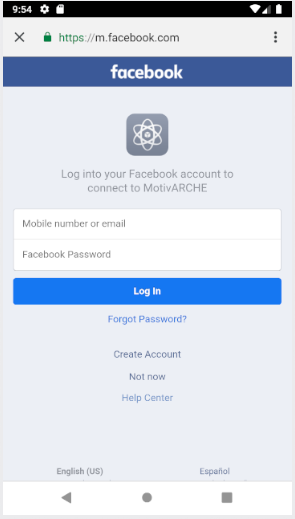 9:54
https://m.facebook.com
facebook
Log into your Facebook account to
connect to MotivARCHE
Mobile number or email
Facebook Password
Log In
Forgot Password?
Create Account
Not now
Help Center
English (US) Español